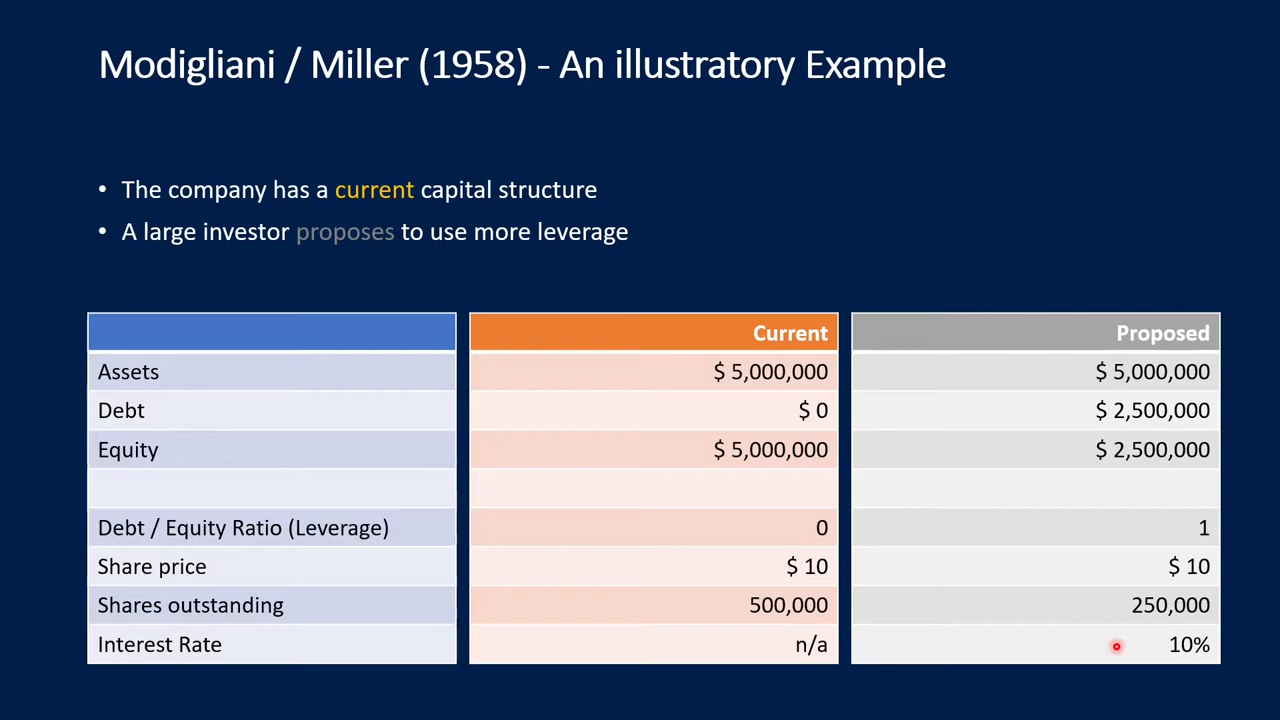 Modigliani / Miller (1958) - An illustratory Example
• The company has a current capital structure
• A large investor proposes to use more leverage
Current Proposed
Assets $ 5,000,000 $ 5,000,000
Debt $ 0 $ 2,500,000
Equity $ 5,000,000 $ 2,500,000
Debt / Equity Ratio (Leverage) 0 1
Share price $ 10 $ 10
Shares outstanding 500,000 250,000
Interest Rate n/a 10%